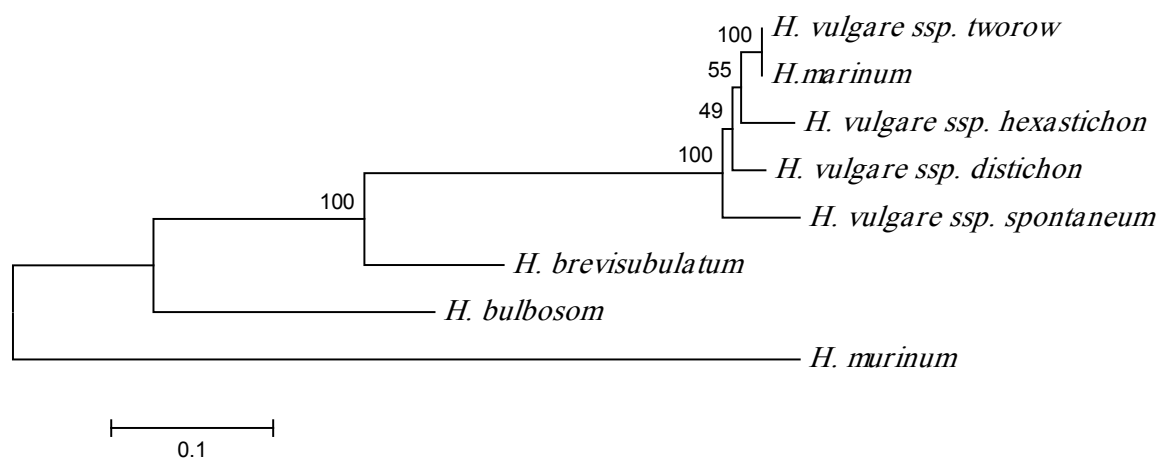 100
H. vulgare ssp. tworow
55
H.marinum
49
H. vulgare ssp. hexastichon
100
H. vulgare ssp. distichon
100
H. vulgare ssp. spontaneum
H. brevisubulatum
H. bulbosom
H. murinum
0.1